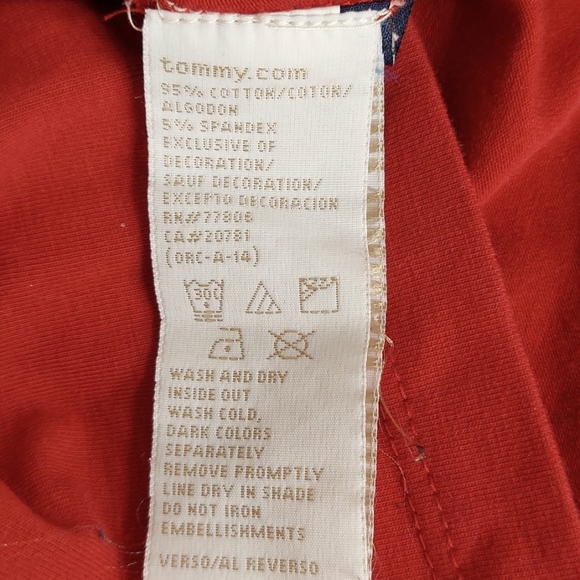 tommy.com
95% COTTON/COTON/
ALGODON
5% SPANDEX
EXCLUSIVE OF
DECORATION/
SAUF DECORATION/
EXCEPTO DECORACION
RN#77806
CA#20781
(ORC-A-14)
30C
WASH AND DRY
INSIDE OUT
WASH COLD,
DARK COLORS
SEPARATELY
REMOVE PROMPTLY
LINE DRY IN SHADE
DO NOT IRON
EMBELLISHMENTS
VERSO/AL REVERSO